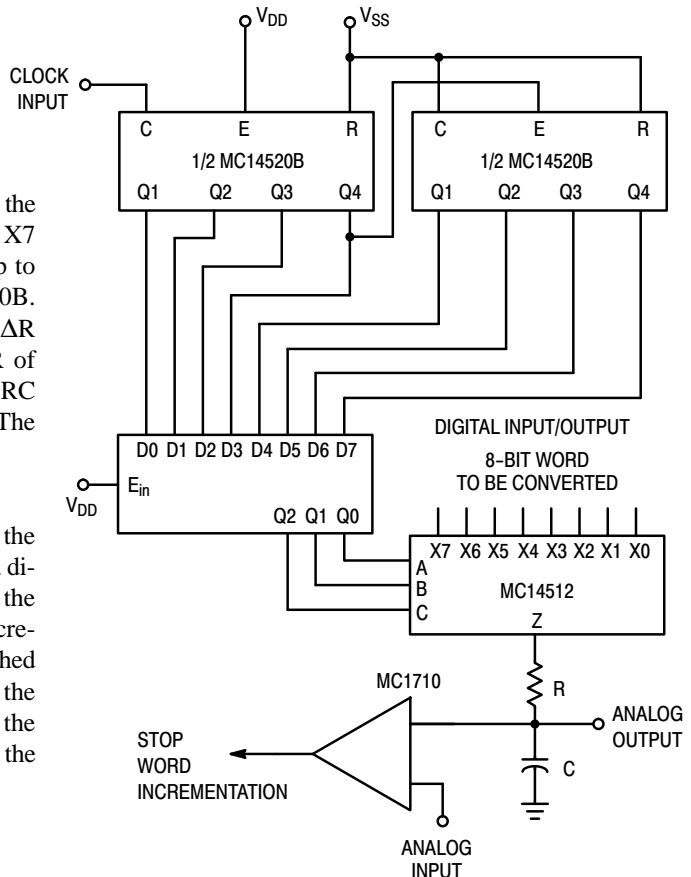 VDD
VSS
CLOCK
INPUT
C E R
C E R
1/2 MC14520B
1/2 MC14520B
Q1 Q2 Q3 Q4
Q1 Q2 Q3 Q4
the
X7
p to
0B.
ΔR
R of
RC
The
DIGITAL INPUT/OUTPUT
8-BIT WORD
TO BE CONVERTED
D0 D1 D2 D3 D4 D5 D6 D7
Ein
VDD
Q2 Q1 Q0
X7 X6 X5 X4 X3 X2 X1 X0
A
B
C
MC14512
Z
the
di-
the
cre-
hed
the
the
the
MC1710
R
ANALOG
OUTPUT
C
STOP
WORD
INCREMENTATION
ANALOG
INPUT